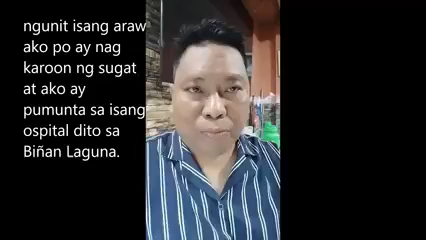 ngunit isang araw
ako po ay nag
karoon ng sugat
at ako ay
pumunta sa isang
ospital dito sa
Biñan Laguna.